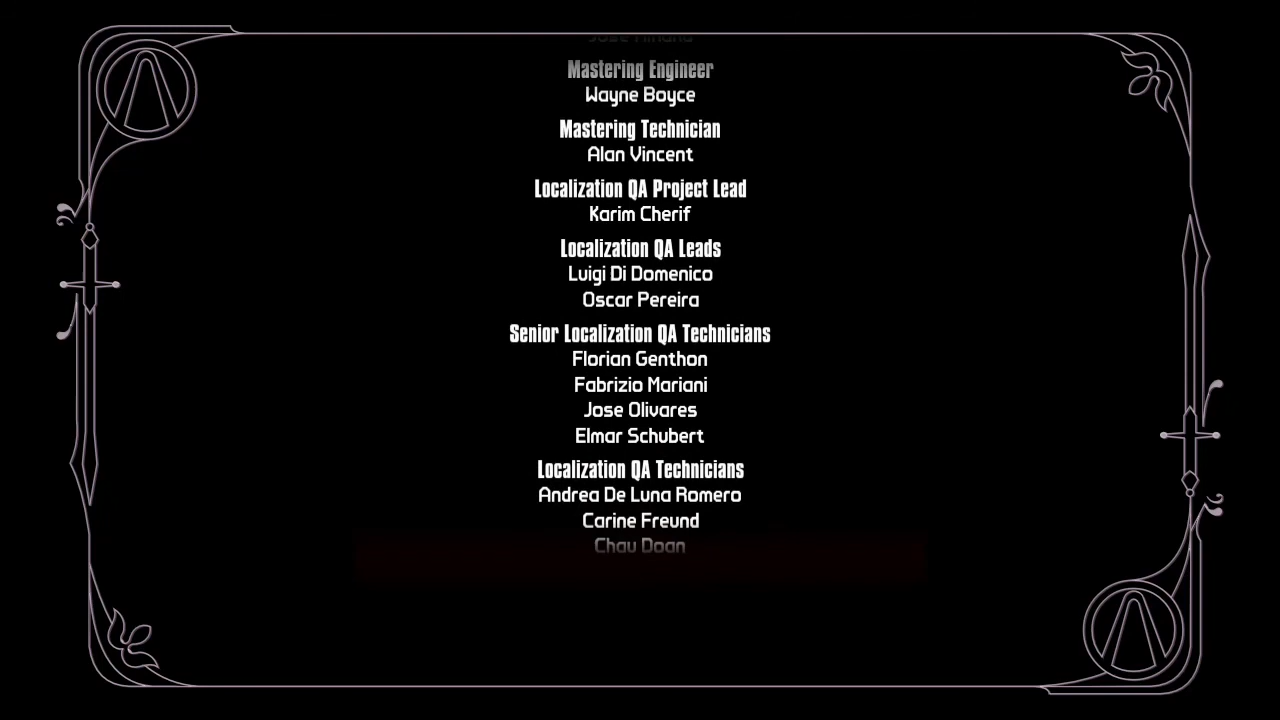 Mastering Engineer
Wayne Boyce
Mastering Technician
Alan Vincent
Localization QA Project Lead
Karim Cherif
Localization QA Leads
Luigi Di Domenico
Oscar Pereira
Senior Localization QA Technicians
Florian Genthon
Fabrizio Mariani
Jose Olivares
Elmar Schubert
Localization QA Technicians
Andrea De Luna Romero
Carine Freund
Chau Doan